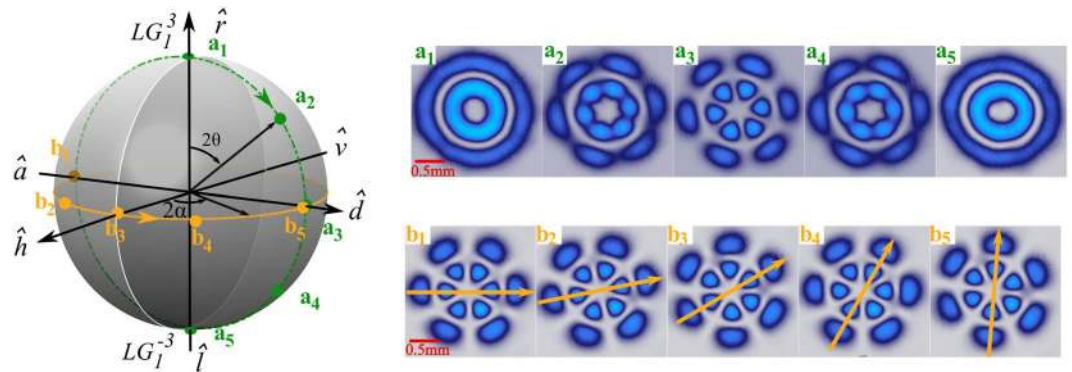 LG_l^3 r̂
a1
a2
2θ
v̂
b1
â
b2
2α
b3
b4
b5
d̂
a3
ĥ
a4
a5
LG_l^-3 l̂
a1 a2 a3 a4 a5
0.5mm
b1 b2 b3 b4 b5
0.5mm